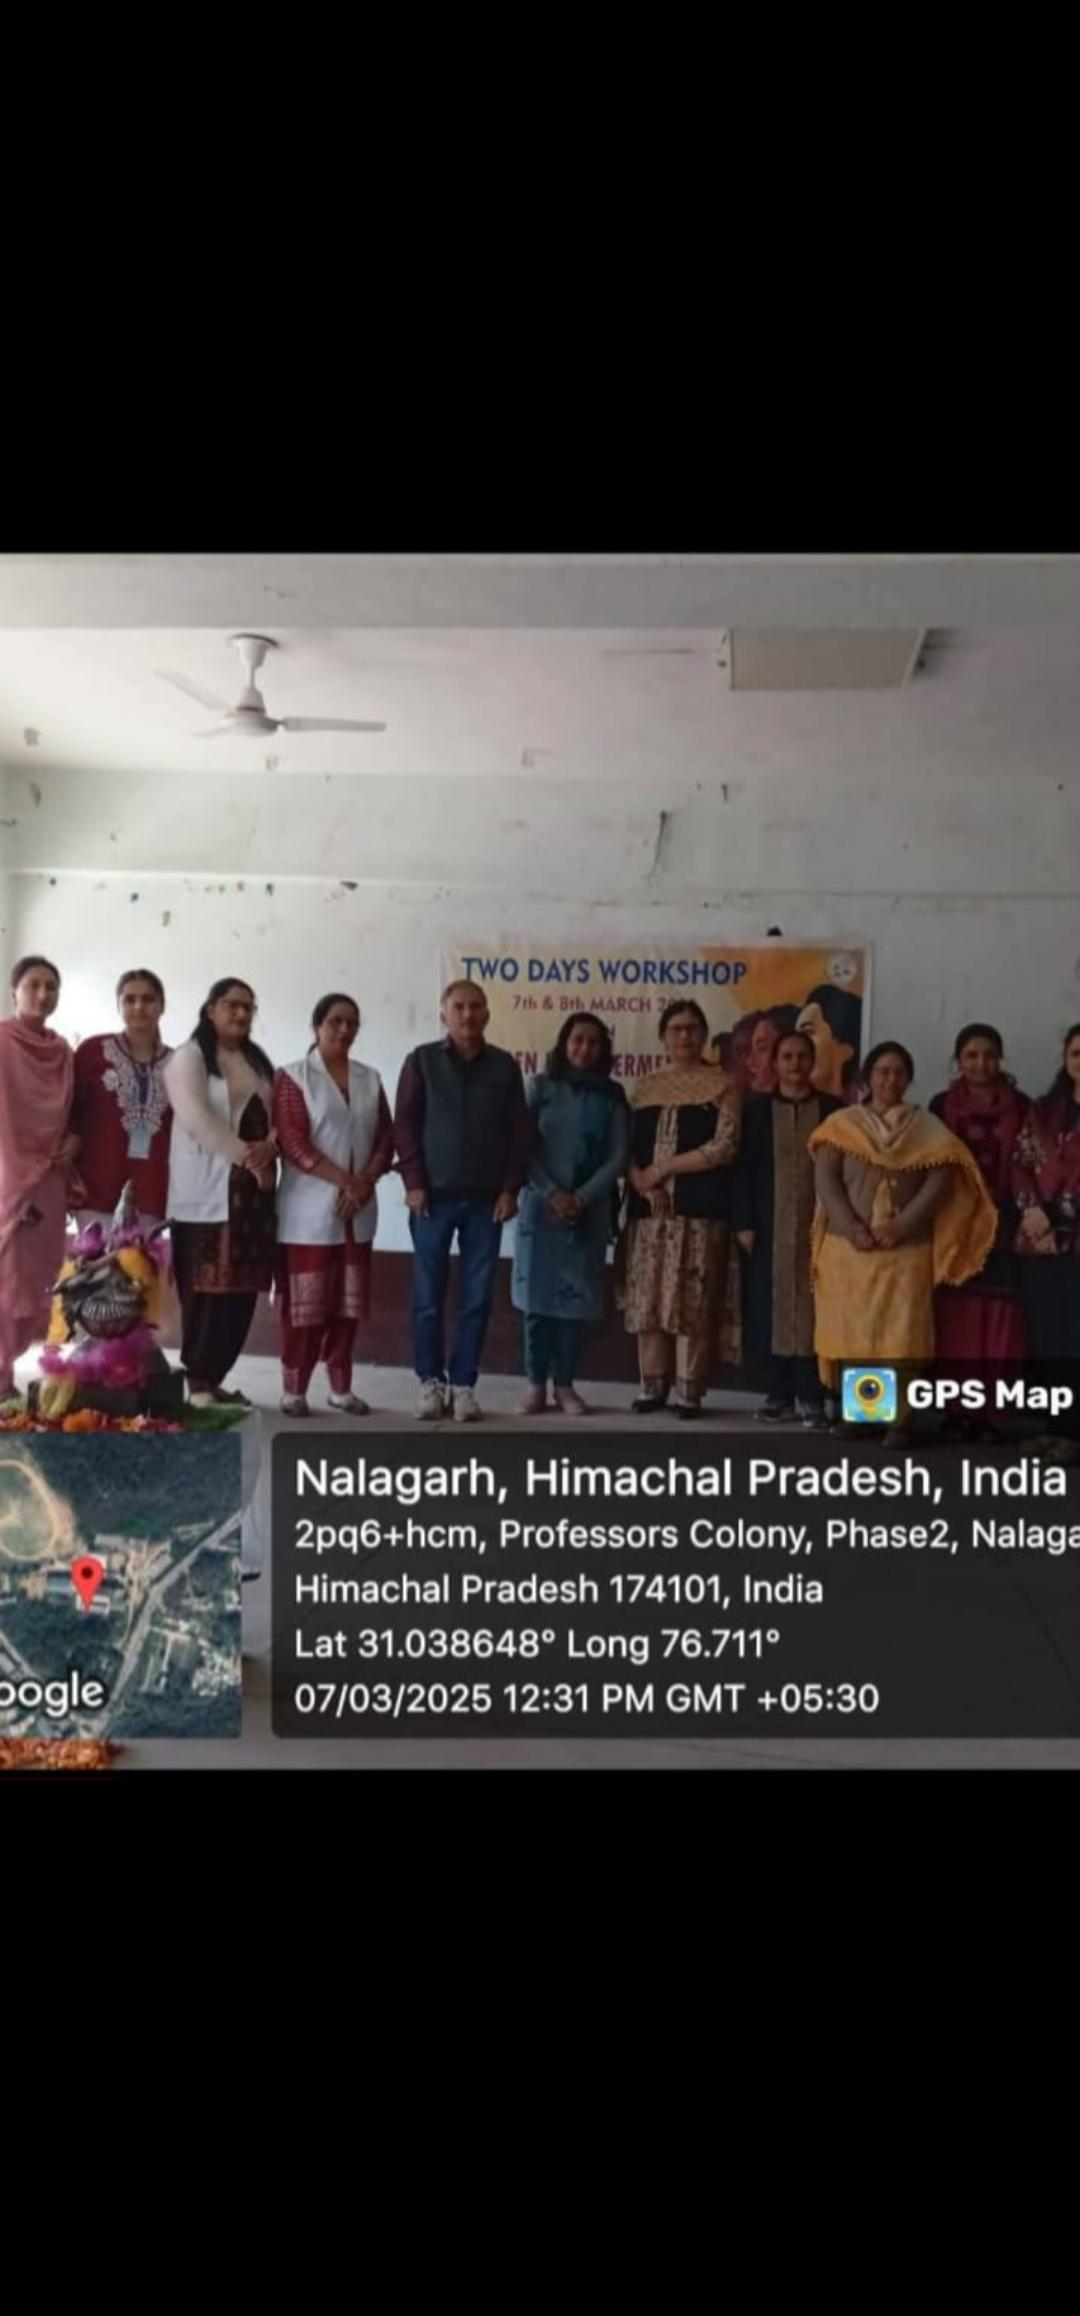 TWO DAYS WORKSHOP
7th & 8th MARCH
GPS Map
Nalagarh, Himachal Pradesh, India
2pq6+hcm, Professors Colony, Phase2, Nalaga
Himachal Pradesh 174101, India
Lat 31.038648° Long 76.711°
07/03/2025 12:31 PM GMT +05:30
oogle